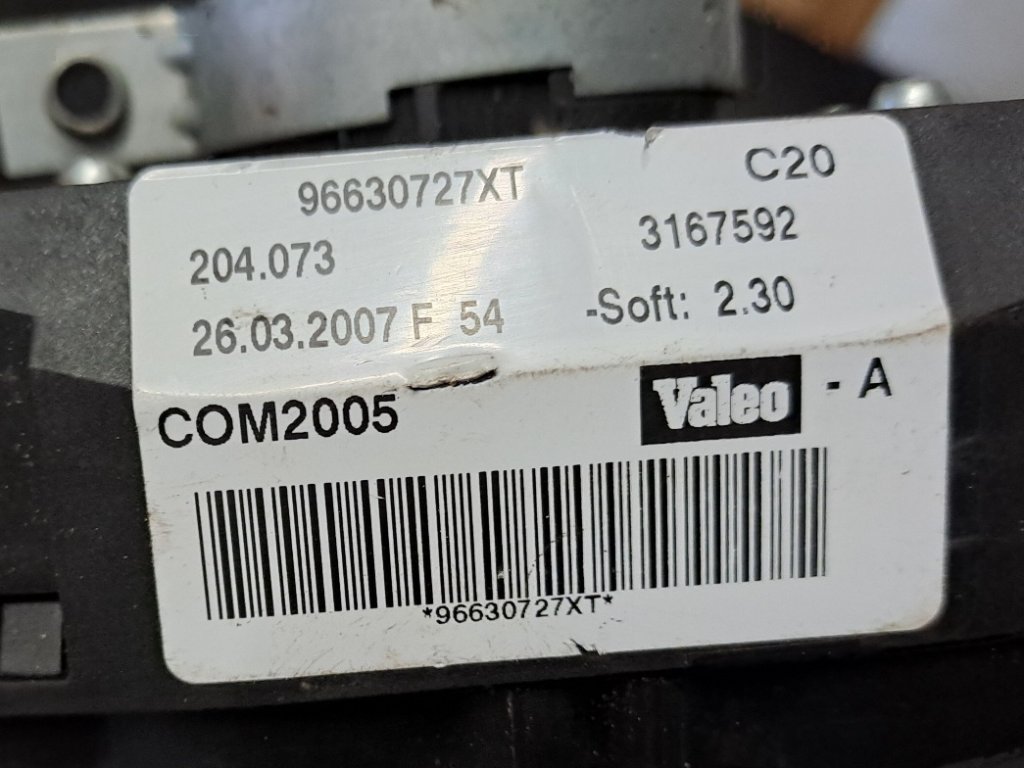 96630727XT C20
204.073 3167592
26.03.2007 F 54 -Soft: 2.30
COM2005 Valeo - A
*96630727XT*